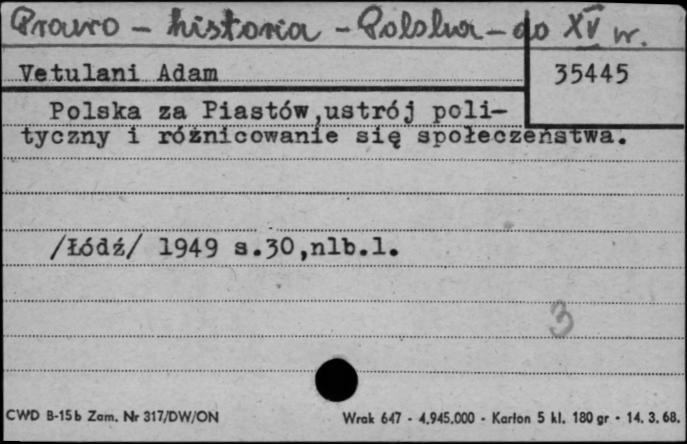 Prawo - historia - Polska - do XV w.
Vetulani Adam 35445
Polska za Piastów,ustrój poli-
tyczny i różnicowanie się społeczeństwa.
/Łódź/ 1949 s.30,nlb.1.
3
CWD B-15b Zam. Nr 317/DW/ON Wrak 647 - 4.945.000 - Karton 5 kl. 180 gr - 14. 3. 68.